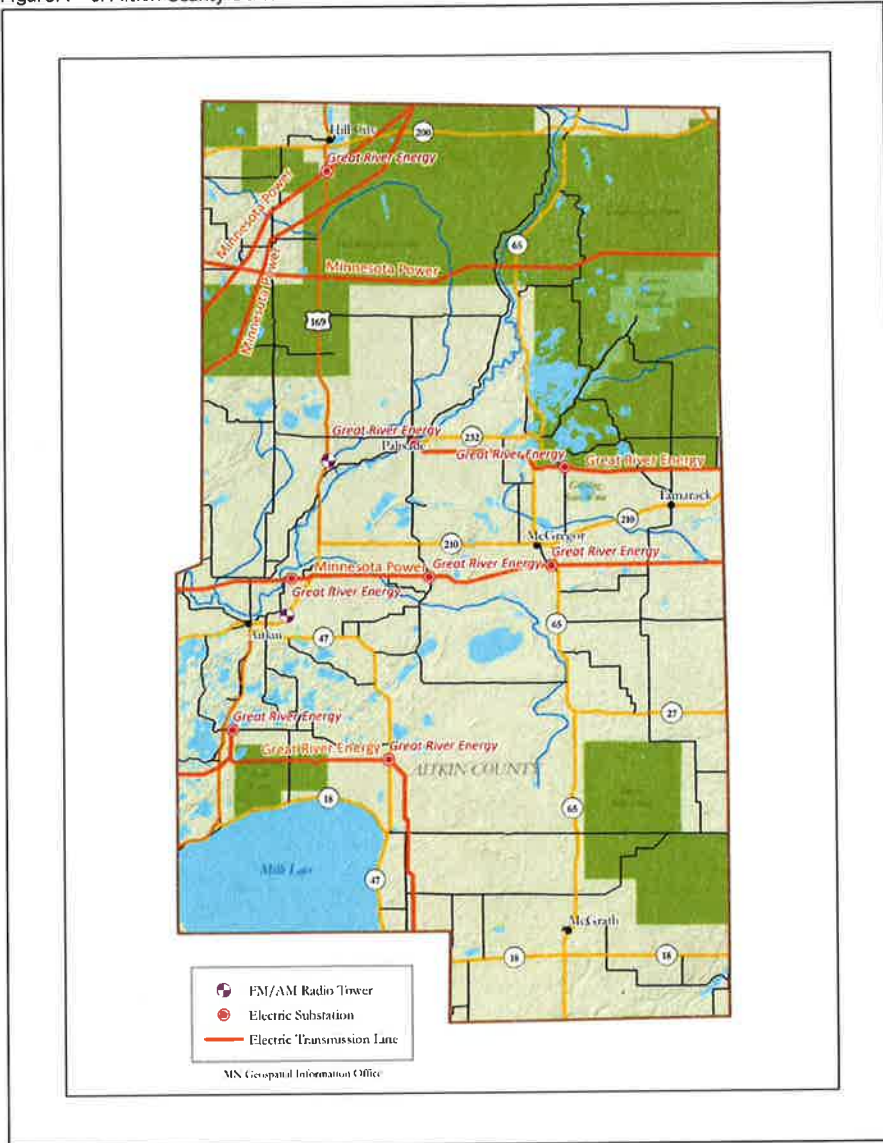 Hill City
200
Great River Energy
Minnesota Power
65
Minnesota Power
Minnesota Power
169
Great River Energy
232
Palisade
Great River Energy
Great River Energy
Tamarack
210
210
McGregor
Great River Energy
Great River Energy
Minnesota Power
Great River Energy
65
Aitkin
47
27
Great River Energy
Great River Energy
Great River Energy
AITKIN COUNTY
18
65
Mille Lacs
47
McGrath
18
18
FM/AM Radio Tower
Electric Substation
Electric Transmission Line
MN Geospatial Information Office